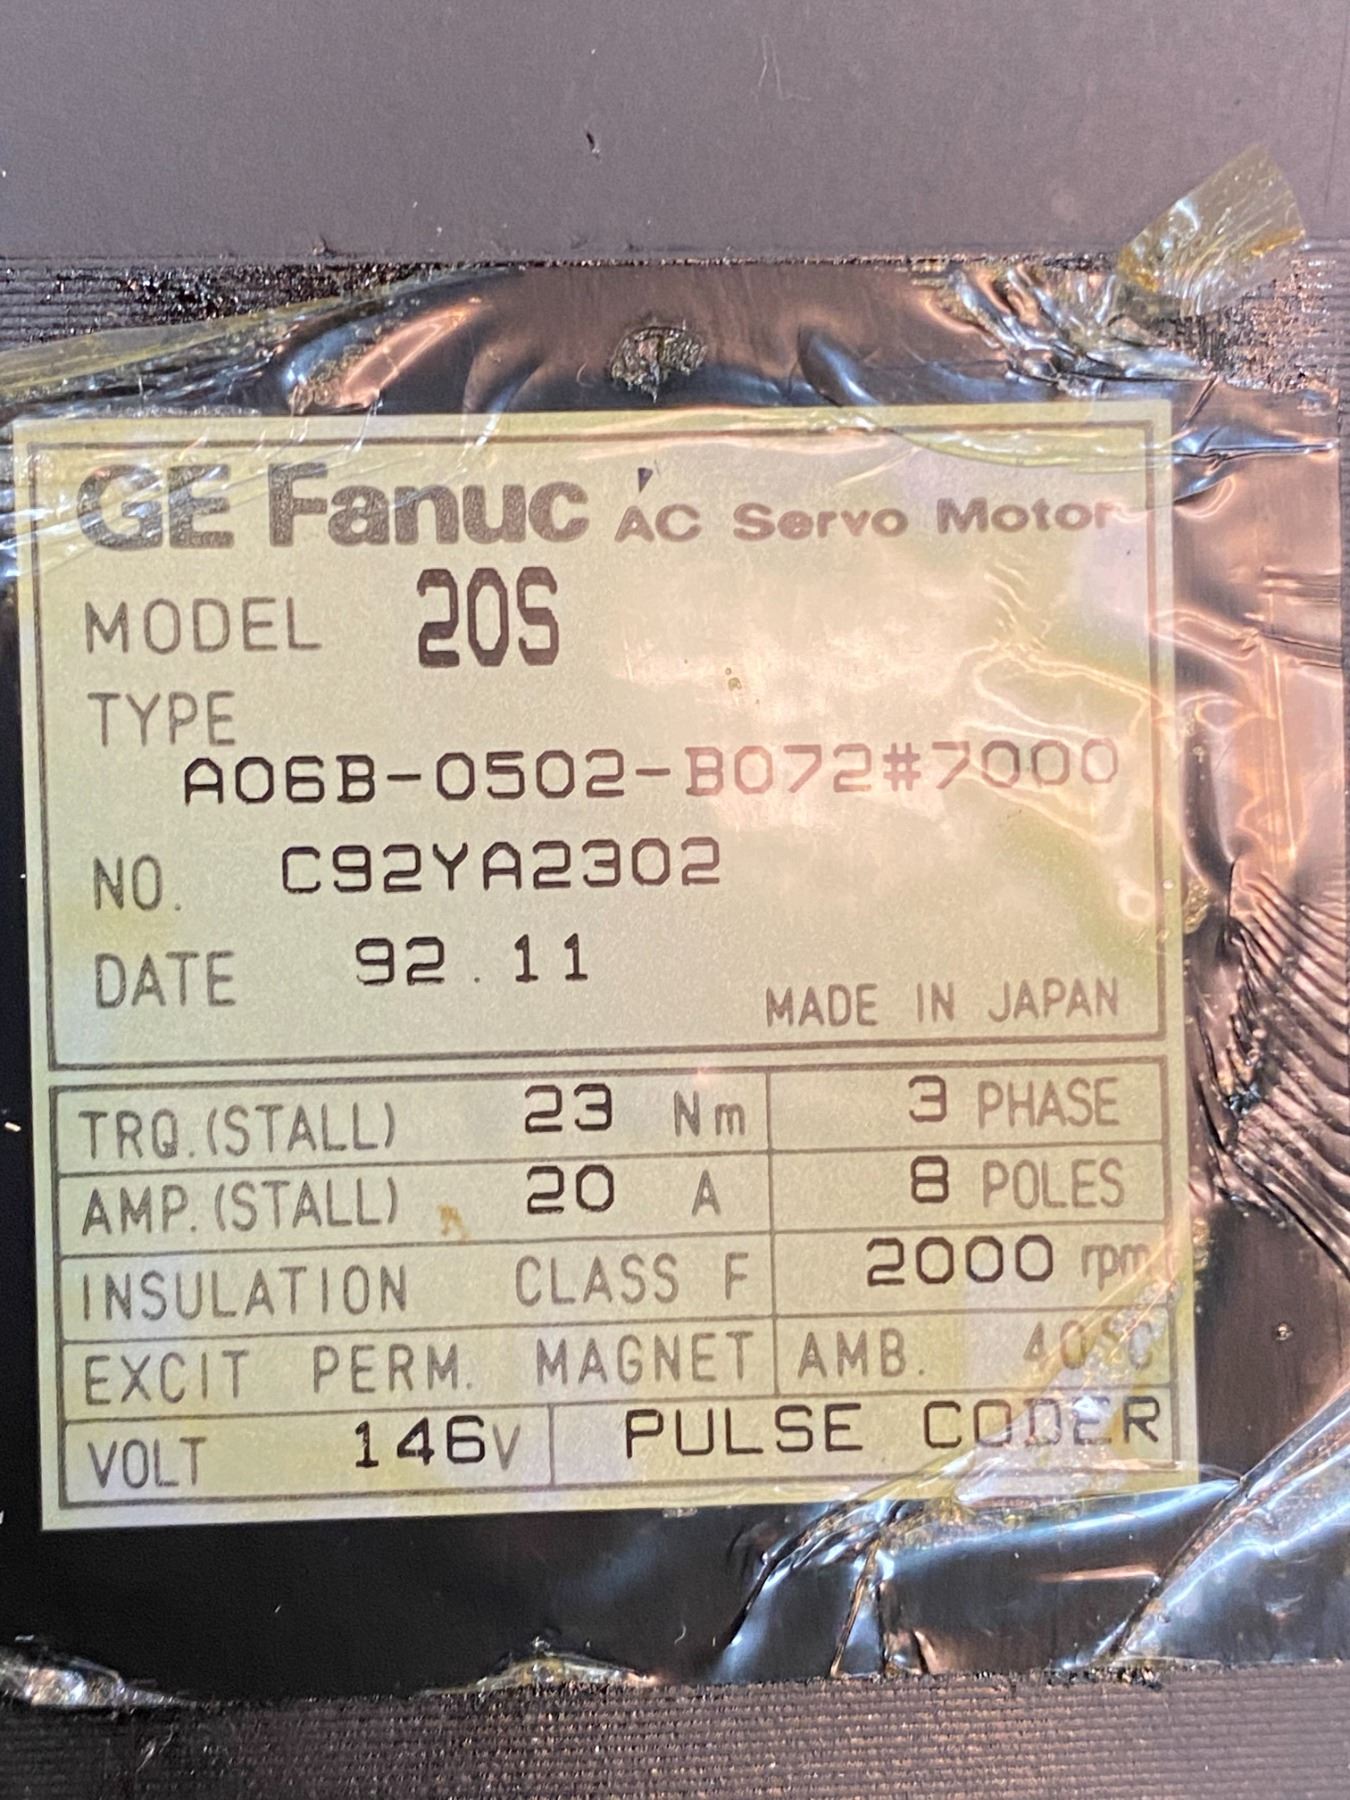 GE Fanuc AC Servo Motor
MODEL 20S
TYPE
A06B-0502-B072#7000
NO. C92YA2302
DATE 92.11
MADE IN JAPAN
TRQ.(STALL) 23 Nm 3 PHASE
AMP.(STALL) 20 A 8 POLES
INSULATION CLASS F 2000 rpm
EXCIT PERM. MAGNET AMB. 40°C
VOLT 146V PULSE CODER